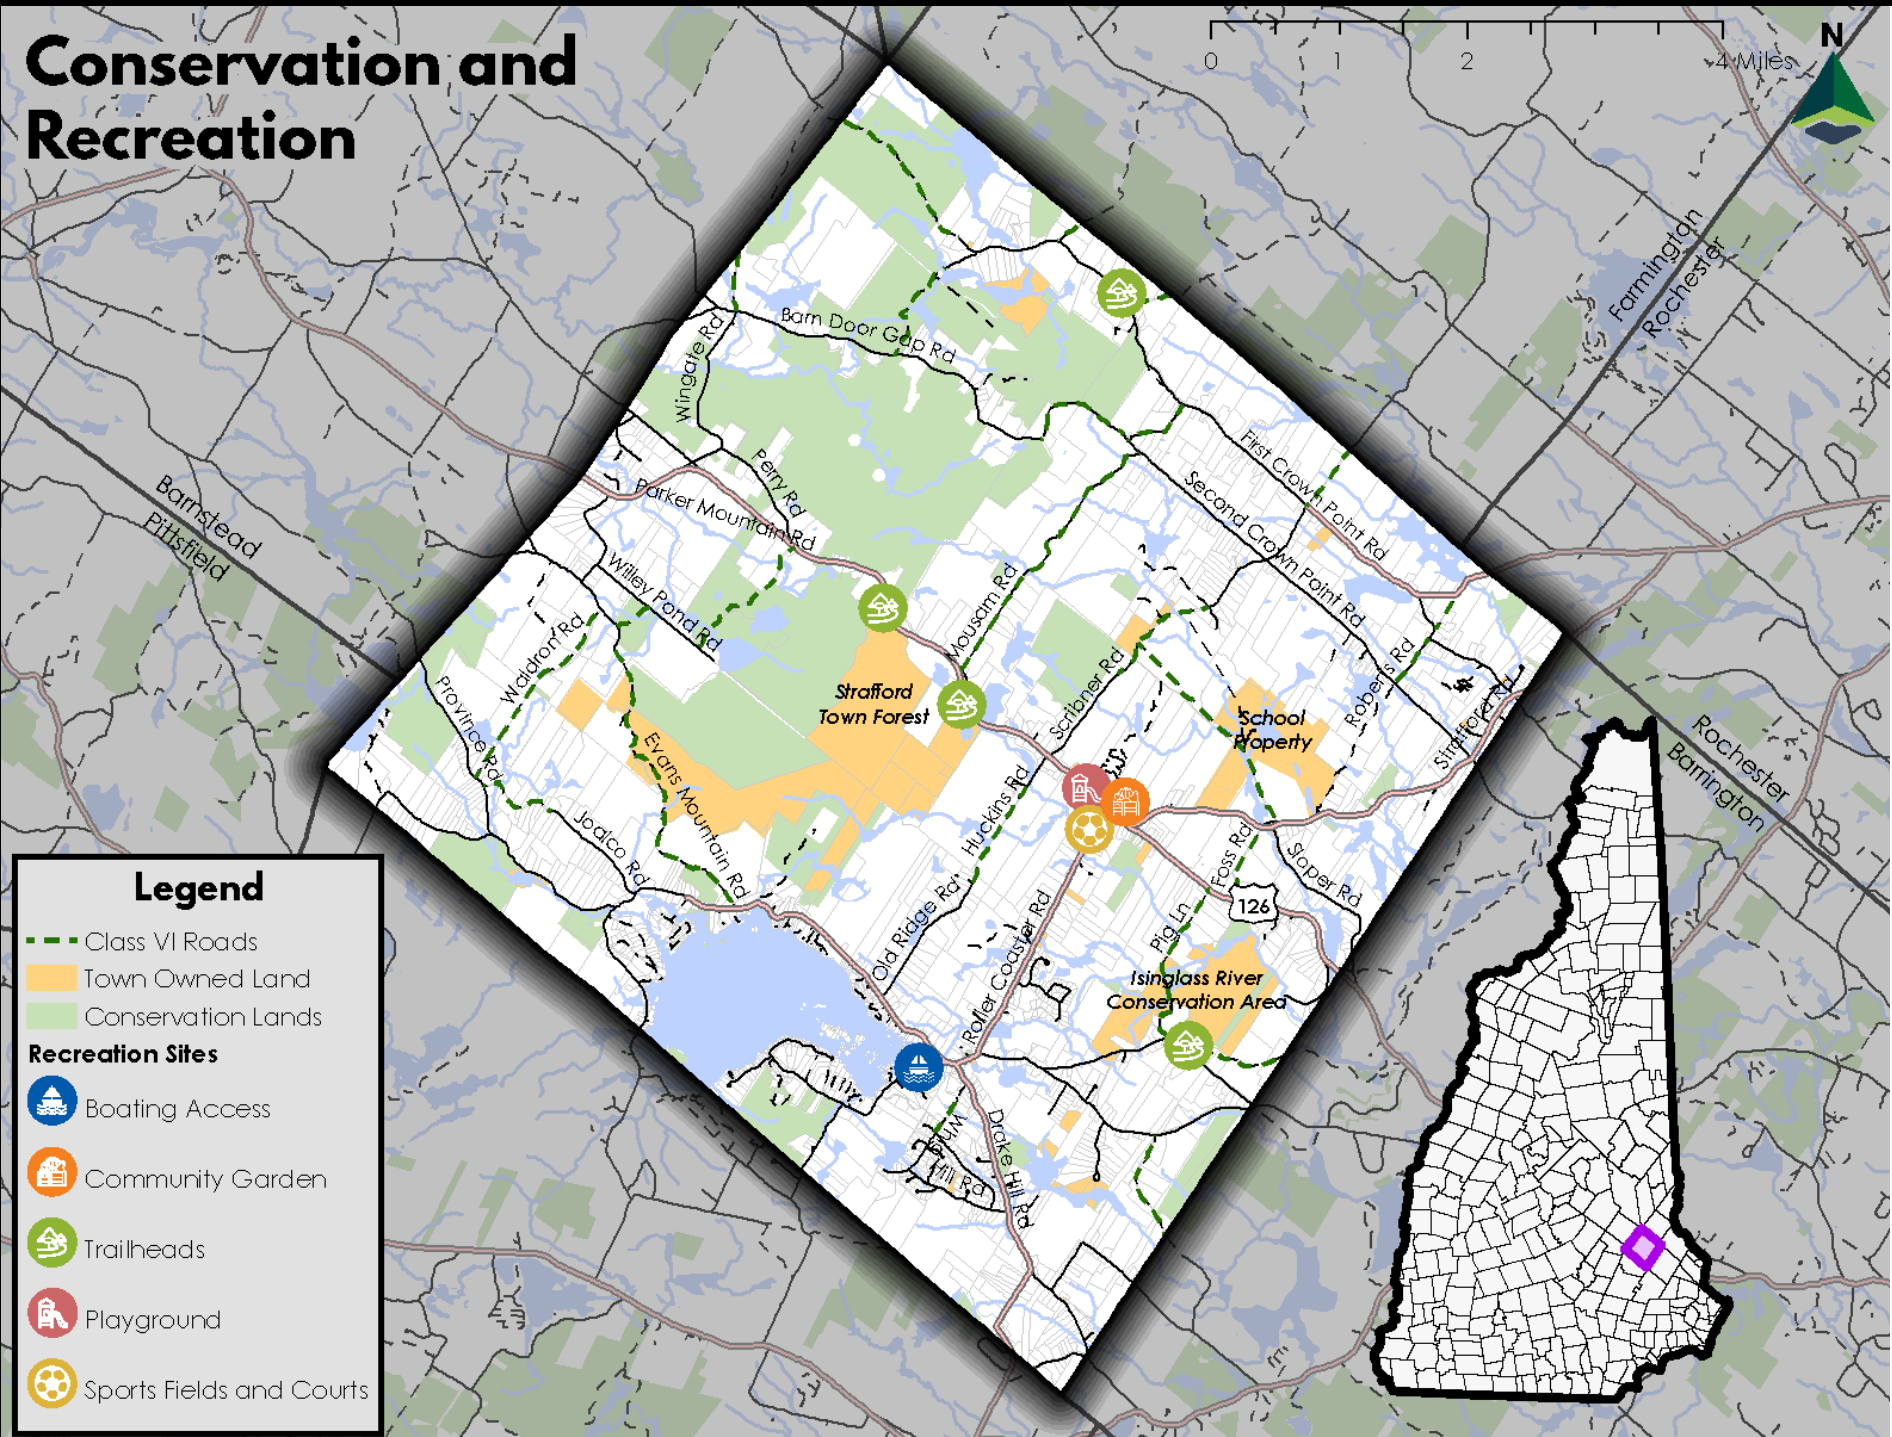 Conservation and
Recreation
0 1 2 4 Miles
N
Farmington
Rochester
Barnstead
Pittsfield
Rochester
Barrington
Barn Door Gap Rd
Wingate Rd
Perry Rd
Parker Mountain Rd
First Crown Point Rd
Second Crown Point Rd
Willey Pond Rd
Mousam Rd
Waldron Rd
Province Rd
Scribner Rd
Roberts Rd
Strafford Rd
Strafford
Town Forest
School
Property
Evans Mountain Rd
Huckins Rd
Joalco Rd
Foss Rd
Sloper Rd
126
Old Ridge Rd
Roller Coaster Rd
Pig Ln
Isinglass River
Conservation Area
Drake Hill Rd
Whig
Hill Rd
Legend
Class VI Roads
Town Owned Land
Conservation Lands
Recreation Sites
Boating Access
Community Garden
Trailheads
Playground
Sports Fields and Courts